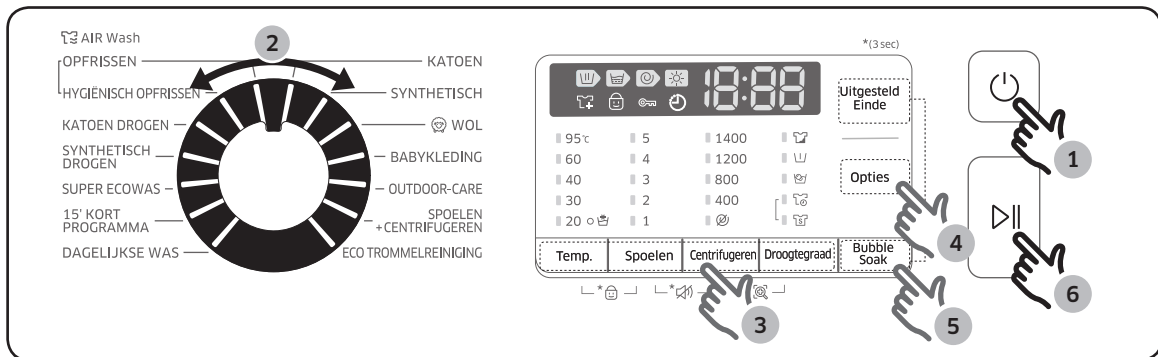 AIR Wash
OPFRISSEN
HYGIËNISCH OPFRISSEN
KATOEN DROGEN
SYNTHETISCH
DROGEN
SUPER ECOWAS
15' KORT
PROGRAMMA
DAGELIJKSE WAS
2
KATOEN
SYNTHETISCH
WOL
BABYKLEDING
OUTDOOR-CARE
SPOELEN
+CENTRIFUGEREN
ECO TROMMELREINIGING
*(3 sec)
18:88
Uitgesteld
Einde
95℃ 5 1400
60 4 1200
40 3 800
30 2 400
20 1
Opties
Temp. Spoelen Centrifugeren Droogtegraad Bubble
Soak
* *
1
3
4
5
6